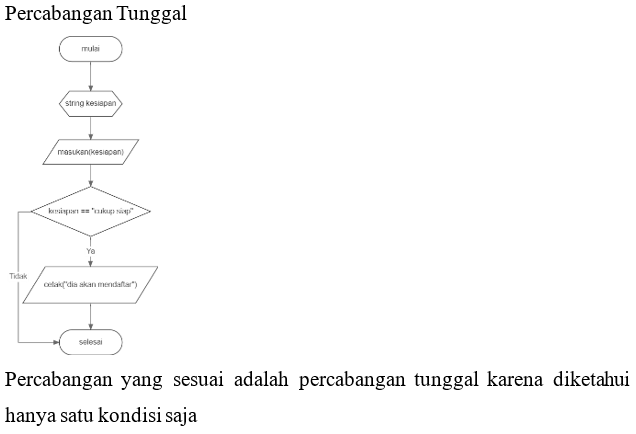 Percabangan Tunggal
mulai
string kesiapan
masukan(kesiapan)
kesiapan == "cukup siap"
Ya
Tidak
cetak("dia akan mendaftar")
selesai
Percabangan yang sesuai adalah percabangan tunggal karena diketahui
hanya satu kondisi saja